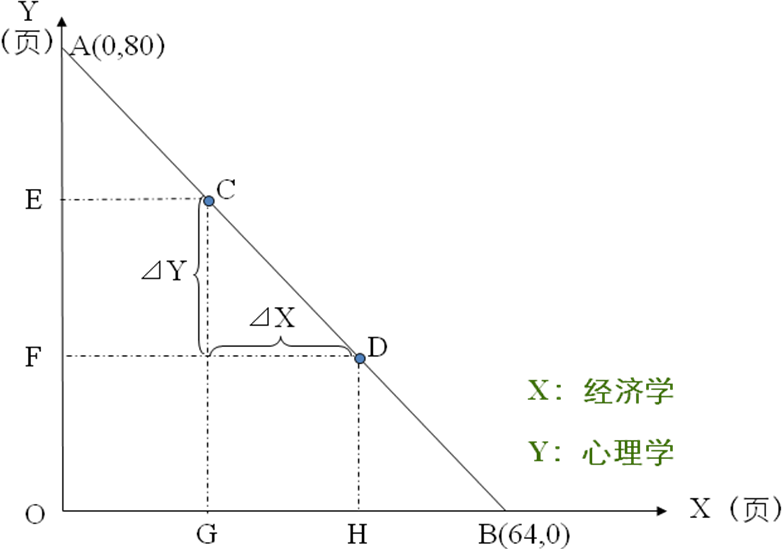 Y
(页)
A(0,80)
E
C
⊿Y
⊿X
F
D
X：经济学
Y：心理学
O
G
H
B(64,0)
X（页）